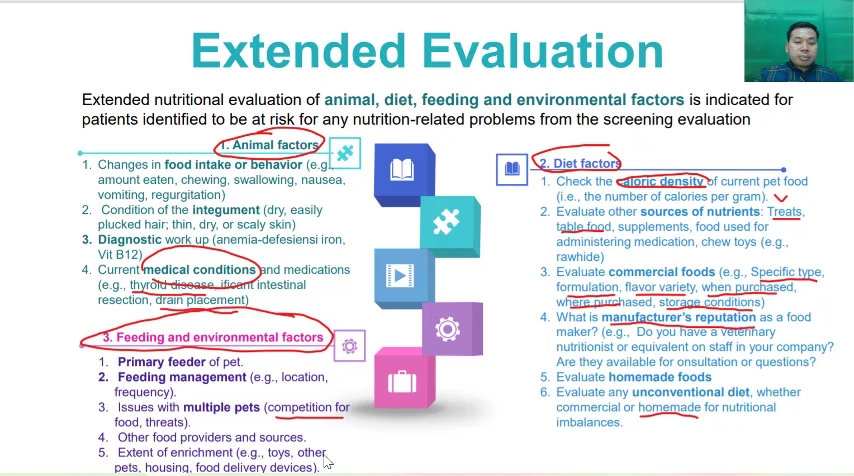 Extended Evaluation
Extended nutritional evaluation of animal, diet, feeding and environmental factors is indicated for
patients identified to be at risk for any nutrition-related problems from the screening evaluation
1. Animal factors
1. Changes in food intake or behavior (e.g.,
amount eaten, chewing, swallowing, nausea,
vomiting, regurgitation)
2. Condition of the integument (dry, easily
plucked hair; thin, dry, or scaly skin)
3. Diagnostic work up (anemia-defesiensi iron,
Vit B12)
4. Current medical conditions and medications
(e.g., thyroid disease, ificant intestinal
resection, drain placement)
3. Feeding and environmental factors
1. Primary feeder of pet.
2. Feeding management (e.g., location,
frequency).
3. Issues with multiple pets (competition for
food, threats).
4. Other food providers and sources.
5. Extent of enrichment (e.g., toys, other
pets, housing, food delivery devices).
2. Diet factors
1. Check the caloric density of current pet food
(i.e., the number of calories per gram).
2. Evaluate other sources of nutrients: Treats,
table food, supplements, food used for
administering medication, chew toys (e.g.,
rawhide)
3. Evaluate commercial foods (e.g., Specific type,
formulation, flavor variety, when purchased,
where purchased, storage conditions)
4. What is manufacturer's reputation as a food
maker? (e.g., Do you have a veterinary
nutritionist or equivalent on staff in your company?
Are they available for onsultation or questions?
5. Evaluate homemade foods
6. Evaluate any unconventional diet, whether
commercial or homemade for nutritional
imbalances.